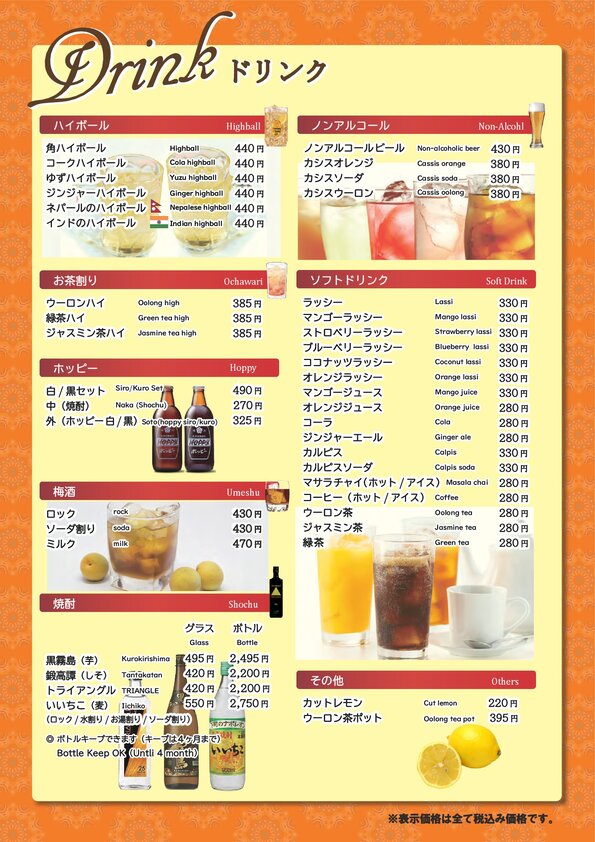 Drink ドリンク
ハイボール Highball
角ハイボール Highball 440円
コークハイボール Cola highball 440円
ゆずハイボール Yuzu highball 440円
ジンジャーハイボール Ginger highball 440円
ネパールのハイボール Nepalese highball 440円
インドのハイボール Indian highball 440円
お茶割り Ochawari
ウーロンハイ Oolong high 385円
緑茶ハイ Green tea high 385円
ジャスミン茶ハイ Jasmine tea high 385円
ホッピー Hoppy
白/黒セット Siro/Kuro Set 490円
中（焼酎） Naka (Shochu) 270円
外（ホッピー白/黒） Soto(hoppy siro/kuro) 325円
HOPPY HOPPY
ホッピー ホッピー
梅酒 Umeshu
ロック rock 430円
ソーダ割り soda 430円
ミルク milk 470円
焼酎 Shochu
グラス ボトル
Glass Bottle
黒霧島（芋） Kurokirishima 495円 2,495円
鍛高譚（しそ） Tantakatan 420円 2,200円
トライアングル TRIANGLE 420円 2,200円
いいちこ（麦） Iichiko 550円 2,750円
(ロック / 水割り / お湯割り / ソーダ割り)
◎ ボトルキープできます（キープは4ヶ月まで）
Bottle Keep OK（Until 4 month）
いいちこ
ノンアルコール Non-Alcohl
ノンアルコールビール Non-alcoholic beer 430円
カシスオレンジ Cassis orange 380円
カシスソーダ Cassis soda 380円
カシスウーロン Cassis oolong 380円
ソフトドリンク Soft Drink
ラッシー Lassi 330円
マンゴーラッシー Mango lassi 330円
ストロベリーラッシー Strawberry lassi 330円
ブルーベリーラッシー Blueberry lassi 330円
ココナッツラッシー Coconut lassi 330円
オレンジラッシー Orange lassi 330円
マンゴージュース Mango juice 330円
オレンジジュース Orange juice 280円
コーラ Cola 280円
ジンジャーエール Ginger ale 280円
カルピス Calpis 330円
カルピスソーダ Calpis soda 330円
マサラチャイ(ホット / アイス) Masala choi 280円
コーヒー（ホット / アイス） Coffee 280円
ウーロン茶 Oolong tea 280円
ジャスミン茶 Jasmine tea 280円
緑茶 Green tea 280円
その他 Others
カットレモン Cut lemon 220円
ウーロン茶ポット Oolong tea pot 395円
※表示価格は全て税込み価格です。